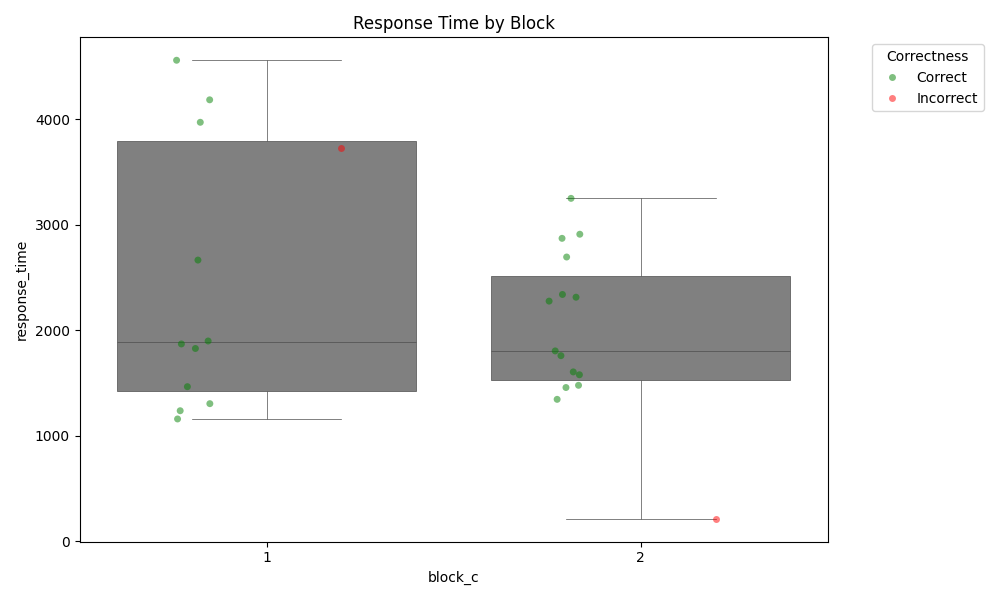 Response Time by Block
Correctness
Correct
Incorrect
response_time
4000
3000
2000
1000
0
1
2
block_c